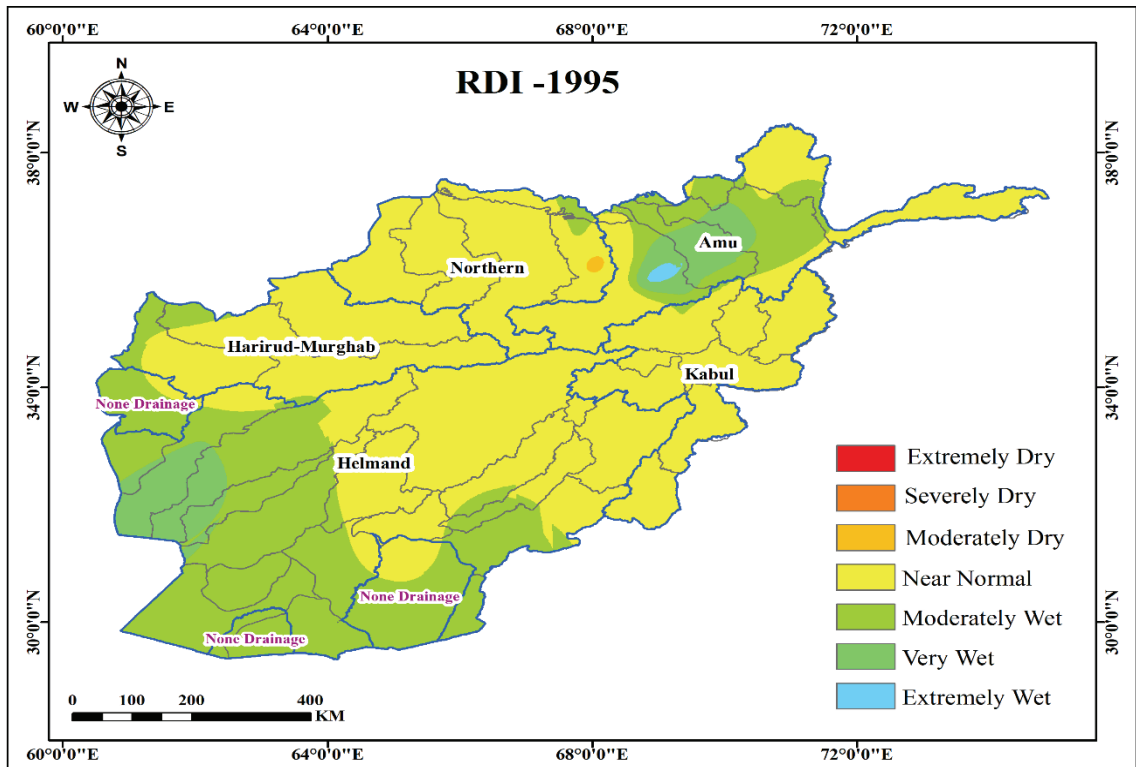 60°0'0"E 64°0'0"E 68°0'0"E 72°0'0"E
N
W E
S
RDI -1995
38°0'0"N
38°0'0"N
Amu
Northern
Harirud-Murghab
Kabul
34°0'0"N
34°0'0"N
None Drainage
Helmand
Extremely Dry
Severely Dry
Moderately Dry
Near Normal
None Drainage
Moderately Wet
30°0'0"N
30°0'0"N
None Drainage
Very Wet
Extremely Wet
0 100 200 400
KM
60°0'0"E 64°0'0"E 68°0'0"E 72°0'0"E